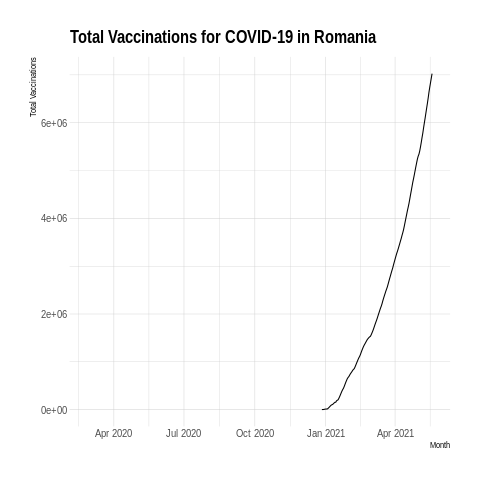 Total Vaccinations for COVID-19 in Romania
Total Vaccinations
6e+06
4e+06
2e+06
0e+00
Apr 2020 Jul 2020 Oct 2020 Jan 2021 Apr 2021
Month